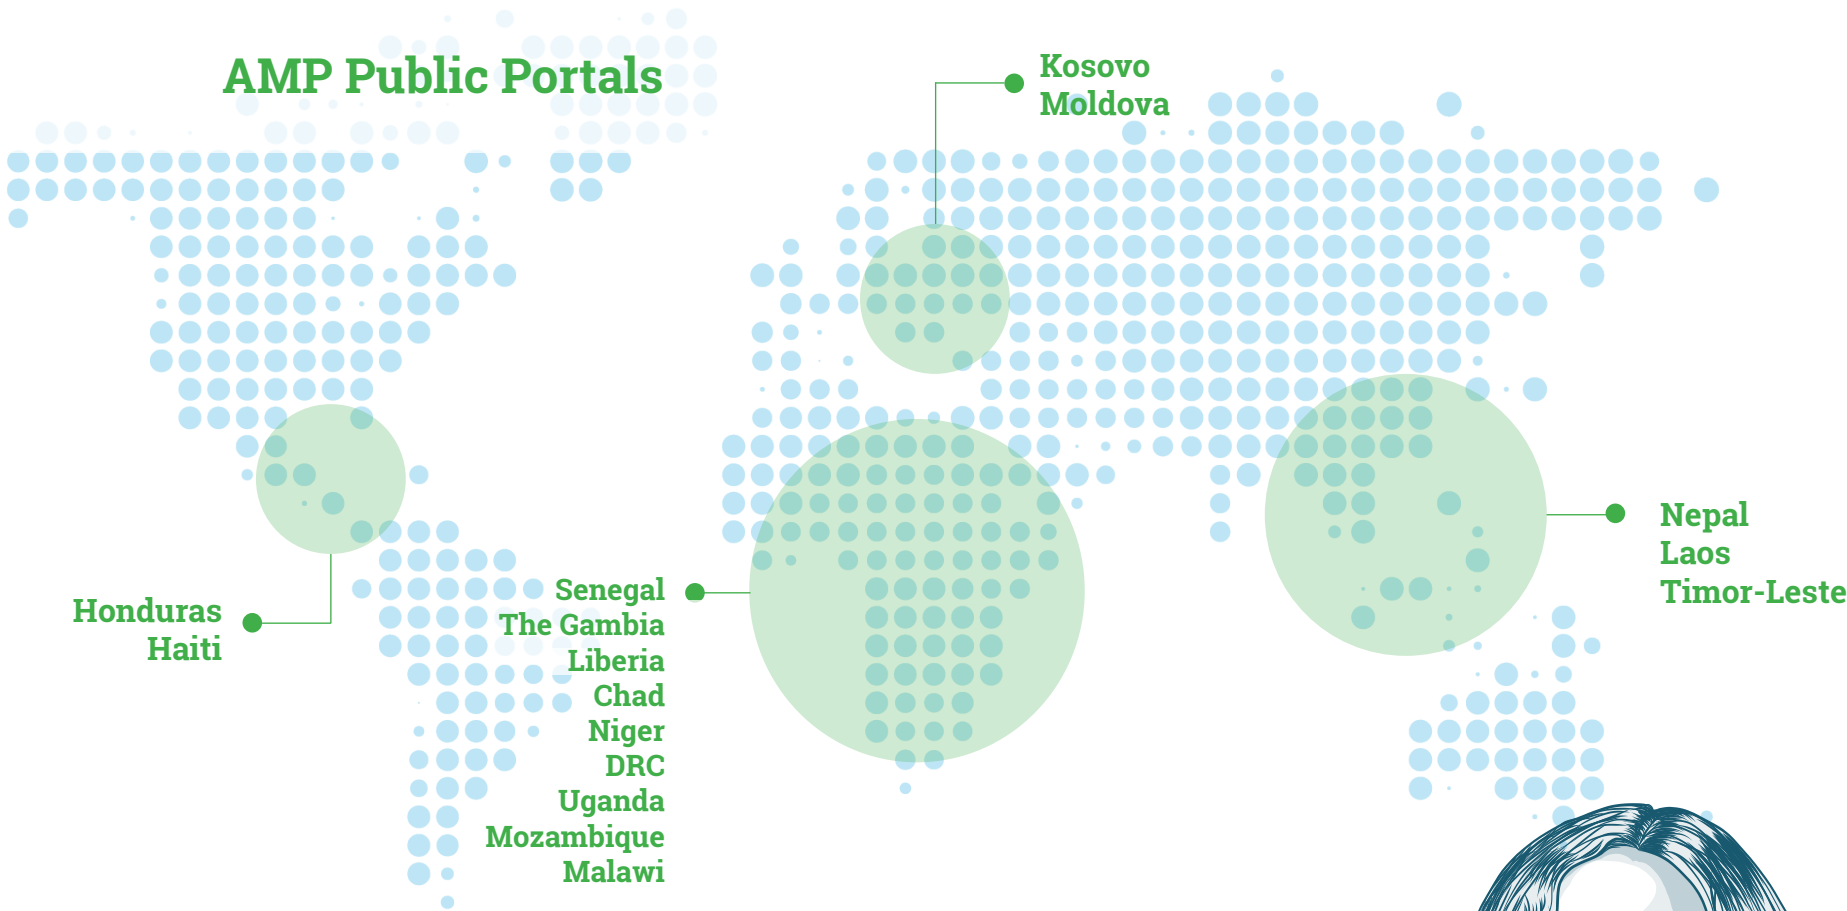 AMP Public Portals
Kosovo
Moldova
Honduras
Haiti
Senegal
The Gambia
Liberia
Chad
Niger
DRC
Uganda
Mozambique
Malawi
Nepal
Laos
Timor-Leste